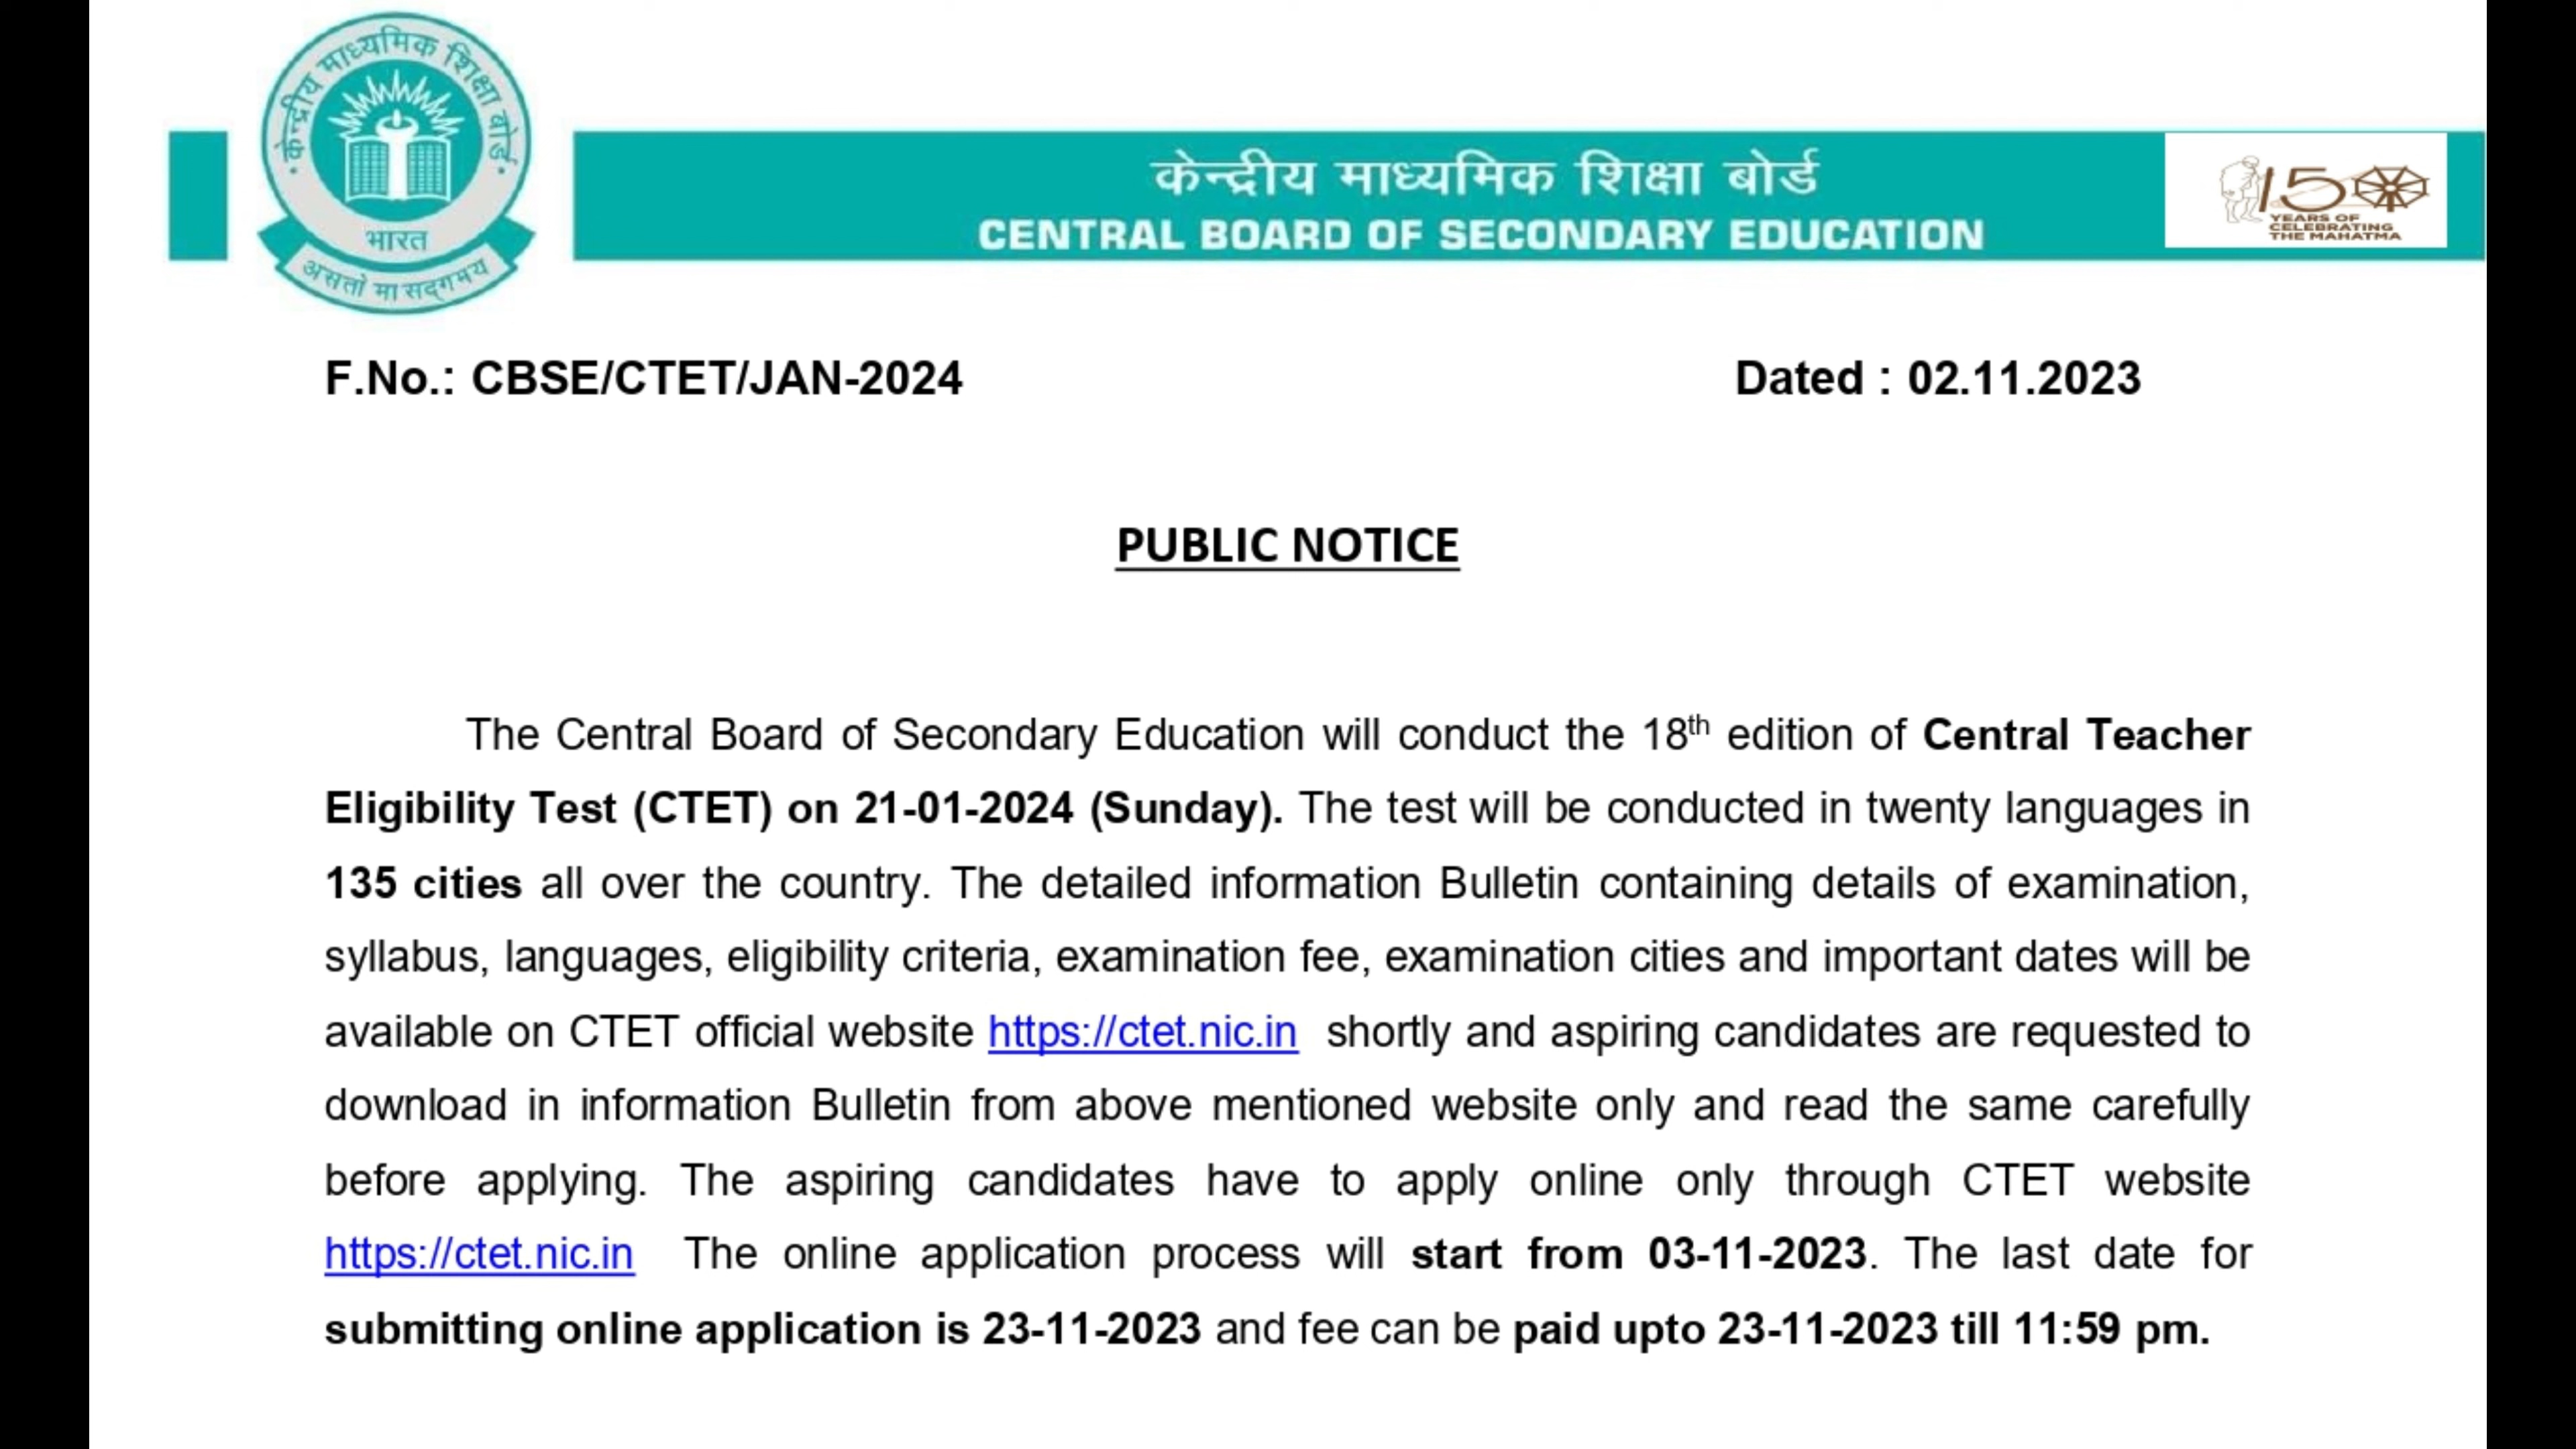 केन्द्रीय माध्यमिक शिक्षा बोर्ड
भारत
असतो मा सद्गमय
केन्द्रीय माध्यमिक शिक्षा बोर्ड
CENTRAL BOARD OF SECONDARY EDUCATION
150
YEARS OF
CELEBRATING
THE MAHATMA
F.No.: CBSE/CTET/JAN-2024 Dated : 02.11.2023
PUBLIC NOTICE
The Central Board of Secondary Education will conduct the 18th edition of Central Teacher
Eligibility Test (CTET) on 21-01-2024 (Sunday). The test will be conducted in twenty languages in
135 cities all over the country. The detailed information Bulletin containing details of examination,
syllabus, languages, eligibility criteria, examination fee, examination cities and important dates will be
available on CTET official website https://ctet.nic.in shortly and aspiring candidates are requested to
download in information Bulletin from above mentioned website only and read the same carefully
before applying. The aspiring candidates have to apply online only through CTET website
https://ctet.nic.in The online application process will start from 03-11-2023. The last date for
submitting online application is 23-11-2023 and fee can be paid upto 23-11-2023 till 11:59 pm.